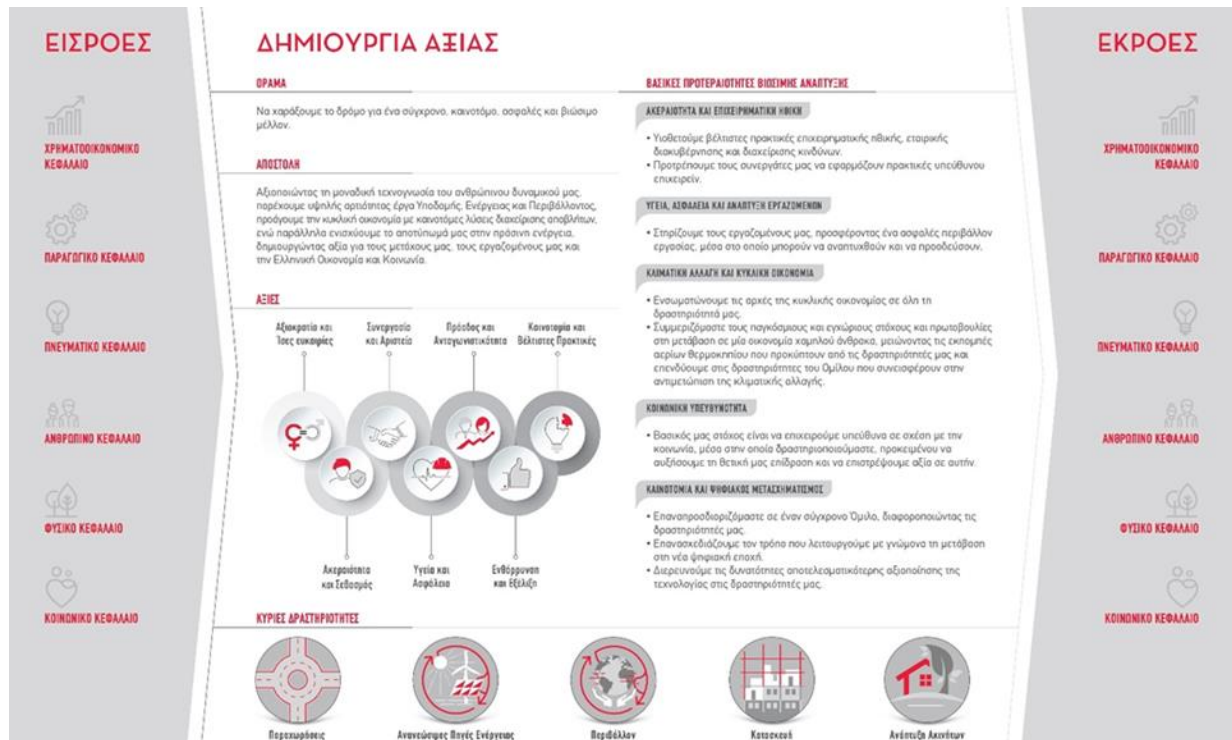 ΕΙΣΡΟΕΣ
ΧΡΗΜΑΤΟΟΙΚΟΝΟΜΙΚΟ
ΚΕΦΑΛΑΙΟ
ΠΑΡΑΓΩΓΙΚΟ ΚΕΦΑΛΑΙΟ
ΠΝΕΥΜΑΤΙΚΟ ΚΕΦΑΛΑΙΟ
ΑΝΘΡΩΠΙΝΟ ΚΕΦΑΛΑΙΟ
ΦΥΣΙΚΟ ΚΕΦΑΛΑΙΟ
ΚΟΙΝΩΝΙΚΟ ΚΕΦΑΛΑΙΟ
ΔΗΜΙΟΥΡΓΙΑ ΑΞΙΑΣ
ΟΡΑΜΑ
Να χαράξουμε το δρόμο για ένα σύγχρονο, καινοτόμο, ασφαλές και βιώσιμο
μέλλον.
ΑΠΟΣΤΟΛΗ
Αξιοποιώντας τη μοναδική τεχνογνωσία του ανθρώπινου δυναμικού μας,
παρέχουμε υψηλής αρτιότητας έργα Υποδομής, Ενέργειας και Περιβάλλοντος,
προάγουμε την κυκλική οικονομία με καινοτόμες λύσεις διαχείρισης αποβλήτων,
ενώ παράλληλα ενισχύουμε το αποτύπωμά μας στην πράσινη ενέργεια,
δημιουργώντας αξία για τους μετόχους μας, τους εργαζομένους μας και
την Ελληνική Οικονομία και Κοινωνία.
ΑΞΙΕΣ
Αξιοκρατία και
Ίσες ευκαιρίες
Συνεργασία
και Αριστεία
Πρόοδος και
Ανταγωνιστικότητα
Καινοτομία και
Βέλτιστες Πρακτικές
Ακεραιότητα
και Σεβασμός
Υγεία και
Ασφάλεια
Ενθάρρυνση
και Εξέλιξη
ΒΑΣΙΚΕΣ ΠΡΟΤΕΡΑΙΟΤΗΤΕΣ ΒΙΩΣΙΜΗΣ ΑΝΑΠΤΥΞΗΣ
ΑΚΕΡΑΙΟΤΗΤΑ ΚΑΙ ΕΠΙΧΕΙΡΗΜΑΤΙΚΗ ΗΘΙΚΗ
• Υιοθετούμε βέλτιστες πρακτικές επιχειρηματικής ηθικής, εταιρικής
διακυβέρνησης και διαχείρισης κινδύνων.
• Προτρέπουμε τους συνεργάτες μας να εφαρμόζουν πρακτικές υπεύθυνου
επιχειρείν.
ΥΓΕΙΑ, ΑΣΦΑΛΕΙΑ ΚΑΙ ΑΝΑΠΤΥΞΗ ΕΡΓΑΖΟΜΕΝΩΝ
• Στηρίζουμε τους εργαζομένους μας, προσφέροντας ένα ασφαλές περιβάλλον
εργασίας, μέσα στο οποίο μπορούν να αναπτυχθούν και να προοδεύσουν.
ΚΛΙΜΑΤΙΚΗ ΑΛΛΑΓΗ ΚΑΙ ΚΥΚΛΙΚΗ ΟΙΚΟΝΟΜΙΑ
• Ενσωματώνουμε τις αρχές της κυκλικής οικονομίας σε όλη τη
δραστηριότητά μας.
• Συμμεριζόμαστε τους παγκόσμιους και εγχώριους στόχους και πρωτοβουλίες
στη μετάβαση σε μία οικονομία χαμηλού άνθρακα, μειώνοντας τις εκπομπές
αερίων θερμοκηπίου που προκύπτουν από τις δραστηριότητές μας και
επενδύουμε στις δραστηριότητες του Ομίλου που συνεισφέρουν στην
αντιμετώπιση της κλιματικής αλλαγής.
ΚΟΙΝΩΝΙΚΗ ΥΠΕΥΘΥΝΟΤΗΤΑ
• Βασικός μας στόχος είναι να επιχειρούμε υπεύθυνα σε σχέση με την
κοινωνία, μέσα στην οποία δραστηριοποιούμαστε, προκειμένου να
αυξήσουμε τη θετική μας επίδραση και να επιστρέψουμε αξία σε αυτήν.
ΚΑΙΝΟΤΟΜΙΑ ΚΑΙ ΨΗΦΙΑΚΟΣ ΜΕΤΑΣΧΗΜΑΤΙΣΜΟΣ
• Επαναπροσδιοριζόμαστε σε έναν σύγχρονο Όμιλο, διαφοροποιώντας τις
δραστηριότητές μας.
• Επανασχεδιάζουμε τον τρόπο που λειτουργούμε με γνώμονα τη μετάβαση
στη νέα ψηφιακή εποχή.
• Διερευνούμε τις δυνατότητες αποτελεσματικότερης αξιοποίησης της
τεχνολογίας στις δραστηριότητές μας.
ΚΥΡΙΕΣ ΔΡΑΣΤΗΡΙΟΤΗΤΕΣ
Παραχωρήσεις
Ανανεώσιμες Πηγές Ενέργειας
Περιβάλλον
Κατασκευή
Ανάπτυξη Ακινήτων
ΕΚΡΟΕΣ
ΧΡΗΜΑΤΟΟΙΚΟΝΟΜΙΚΟ
ΚΕΦΑΛΑΙΟ
ΠΑΡΑΓΩΓΙΚΟ ΚΕΦΑΛΑΙΟ
ΠΝΕΥΜΑΤΙΚΟ ΚΕΦΑΛΑΙΟ
ΑΝΘΡΩΠΙΝΟ ΚΕΦΑΛΑΙΟ
ΦΥΣΙΚΟ ΚΕΦΑΛΑΙΟ
ΚΟΙΝΩΝΙΚΟ ΚΕΦΑΛΑΙΟ